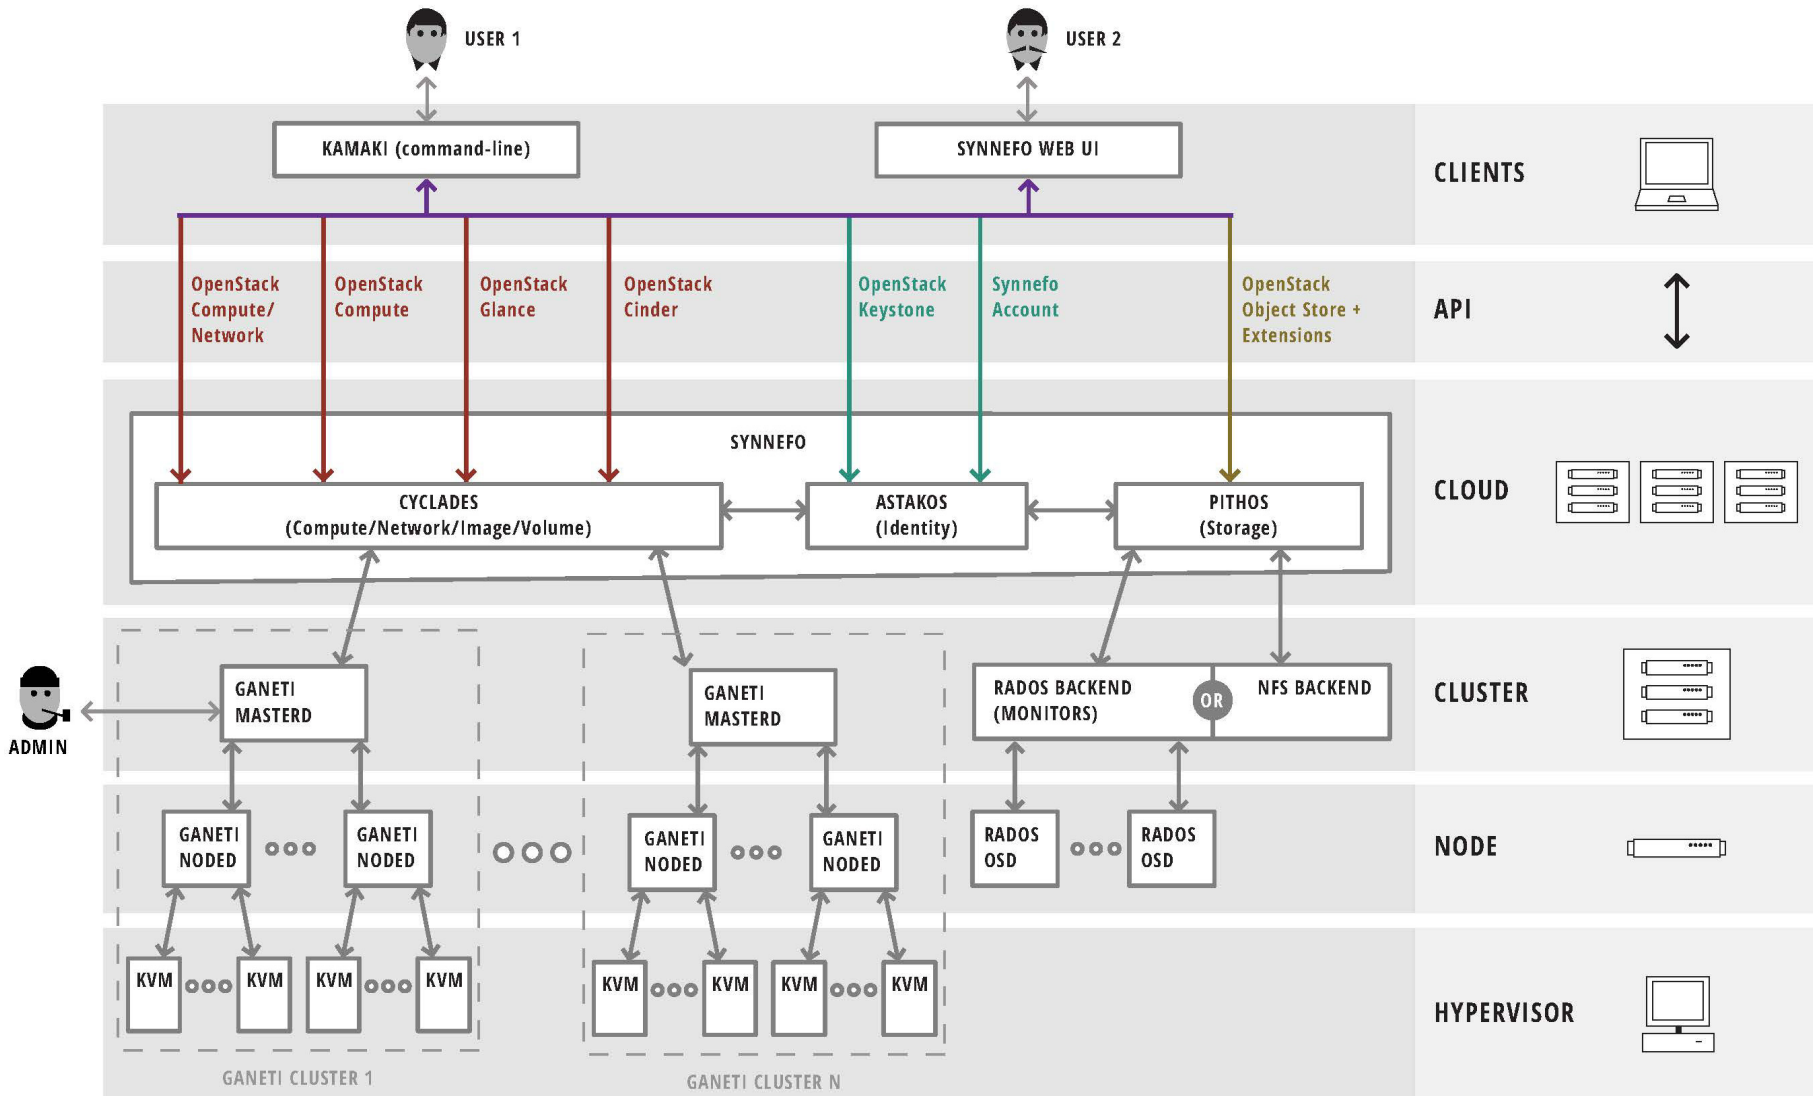 USER 1
USER 2
KAMAKI (command-line)
SYNNEFO WEB UI
CLIENTS
OpenStack
Compute/
Network
OpenStack
Compute
OpenStack
Glance
OpenStack
Cinder
OpenStack
Keystone
Synnefo
Account
OpenStack
Object Store +
Extensions
API
SYNNEFO
CYCLADES
(Compute/Network/Image/Volume)
ASTAKOS
(Identity)
PITHOS
(Storage)
CLOUD
ADMIN
GANETI
MASTERD
GANETI
MASTERD
RADOS BACKEND
(MONITORS)
OR
NFS BACKEND
CLUSTER
GANETI
NODED
GANETI
NODED
GANETI
NODED
GANETI
NODED
RADOS
OSD
RADOS
OSD
NODE
KVM
KVM
KVM
KVM
KVM
KVM
KVM
KVM
HYPERVISOR
GANETI CLUSTER 1
GANETI CLUSTER N